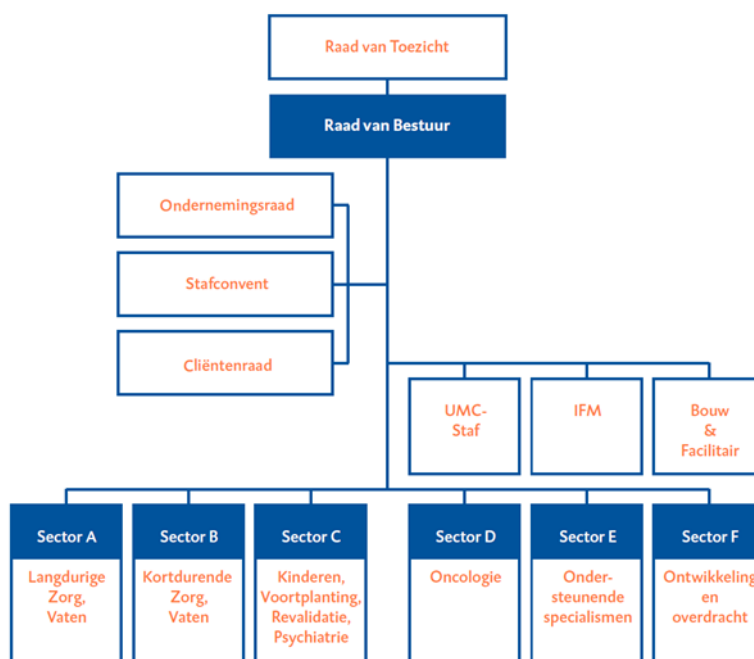 Raad van Toezicht
Raad van Bestuur
Ondernemingsraad
Stafconvent
Cliëntenraad
UMC-
Staf
IFM
Bouw
&
Facilitair
Sector A
Langdurige
Zorg,
Vaten
Sector B
Kortdurende
Zorg,
Vaten
Sector C
Kinderen,
Voortplanting,
Revalidatie,
Psychiatrie
Sector D
Oncologie
Sector E
Onder-
steunende
specialismen
Sector F
Ontwikkeling
en
overdracht